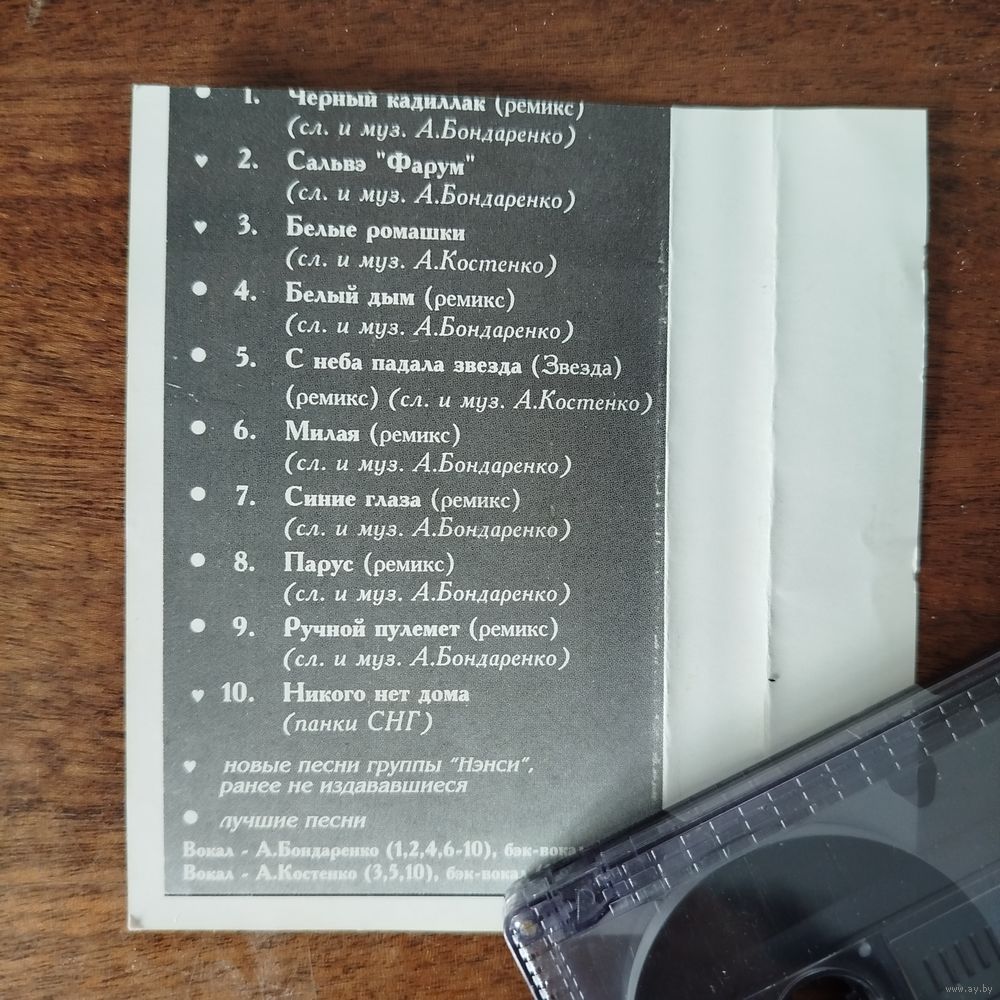 ● 1. Черный кадиллак (ремикс)
(сл. и муз. А.Бондаренко)
♥ 2. Сальвэ "Фарум"
(сл. и муз. А.Бондаренко)
♥ 3. Белые ромашки
(сл. и муз. А.Костенко)
● 4. Белый дым (ремикс)
(сл. и муз. А.Бондаренко)
● 5. С неба падала звезда (Звезда)
(ремикс) (сл. и муз. А.Костенко)
● 6. Милая (ремикс)
(сл. и муз. А.Бондаренко)
● 7. Синие глаза (ремикс)
(сл. и муз. А.Бондаренко)
● 8. Парус (ремикс)
(сл. и муз. А.Бондаренко)
● 9. Ручной пулемет (ремикс)
(сл. и муз. А.Бондаренко)
♥ 10. Никого нет дома
(панки СНГ)
♥ новые песни группы "Нэнси",
ранее не издававшиеся
● лучшие песни
Вокал - А.Бондаренко (1,2,4,6-10), бэк-вокал
Вокал - А.Костенко (3,5,10), бэк-вокал
www.ay.by